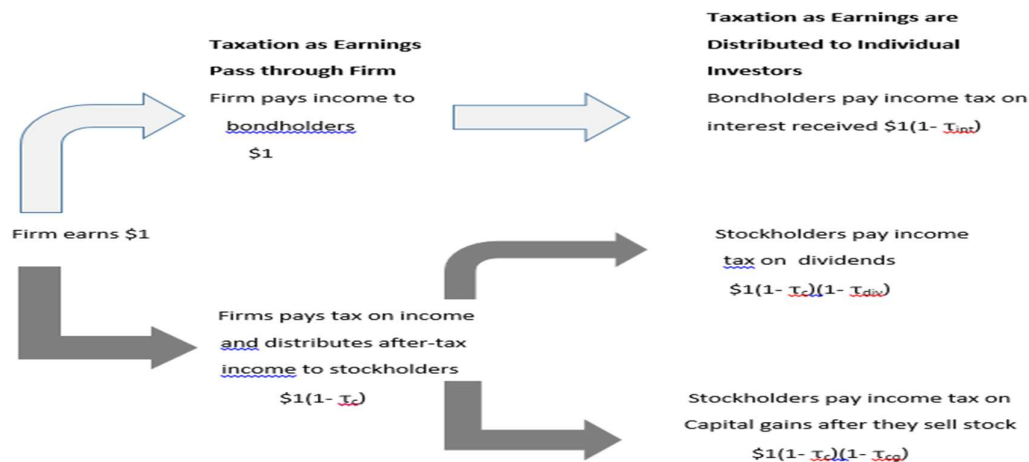 Taxation as Earnings
Pass through Firm
Firm pays income to
bondholders
$1
Taxation as Earnings are
Distributed to Individual
Investors
Bondholders pay income tax on
interest received $1(1- τint)
Firm earns $1
Firms pays tax on income
and distributes after-tax
income to stockholders
$1(1- τc)
Stockholders pay income
tax on dividends
$1(1- τc)(1- τdiv)
Stockholders pay income tax on
Capital gains after they sell stock
$1(1- τc)(1- τcg)